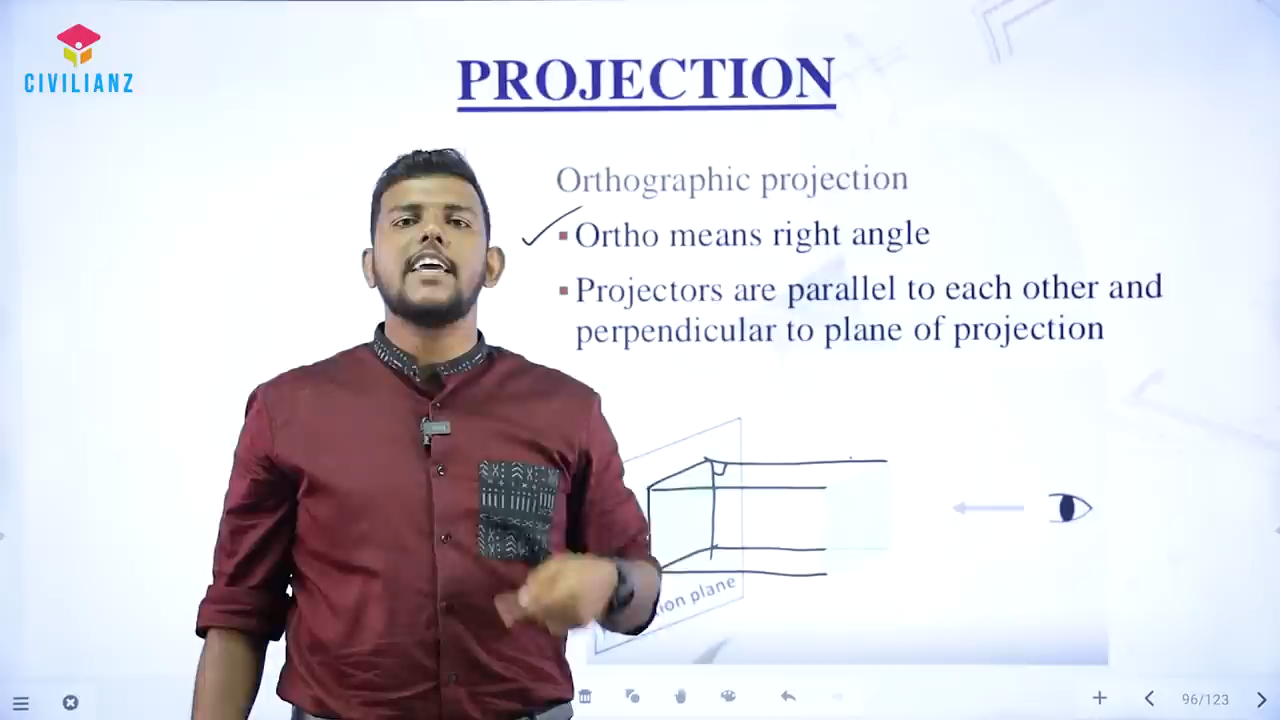 CIVILIANZ
PROJECTION
Orthographic projection
Ortho means right angle
Projectors are parallel to each other and
perpendicular to plane of projection
plane
96/123